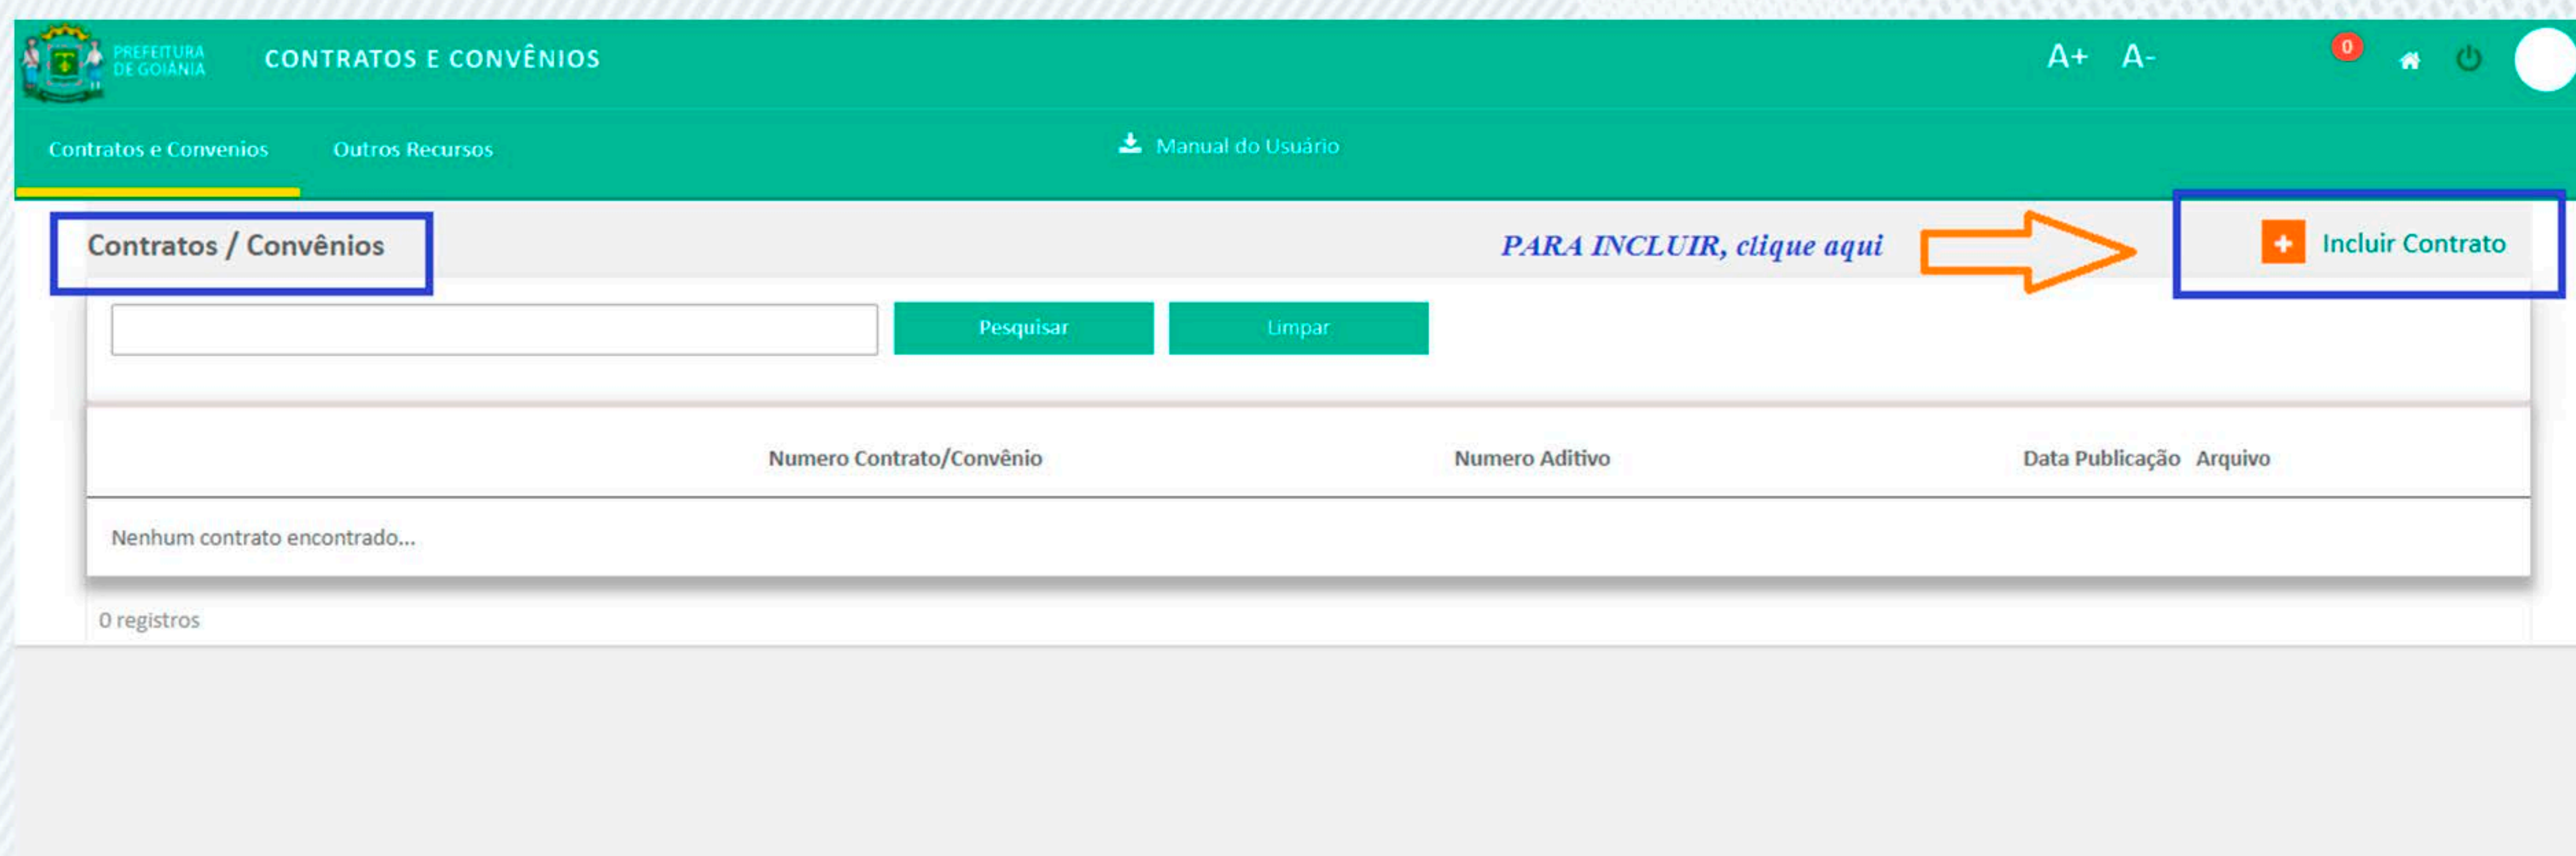 PREFEITURA
DE GOIÂNIA
CONTRATOS E CONVÊNIOS
A+ A-
0
Contratos e Convenios
Outros Recursos
Manual do Usuário
Contratos / Convênios
PARA INCLUIR, clique aqui
+ Incluir Contrato
Pesquisar
Limpar
Numero Contrato/Convênio
Numero Aditivo
Data Publicação
Arquivo
Nenhum contrato encontrado...
0 registros